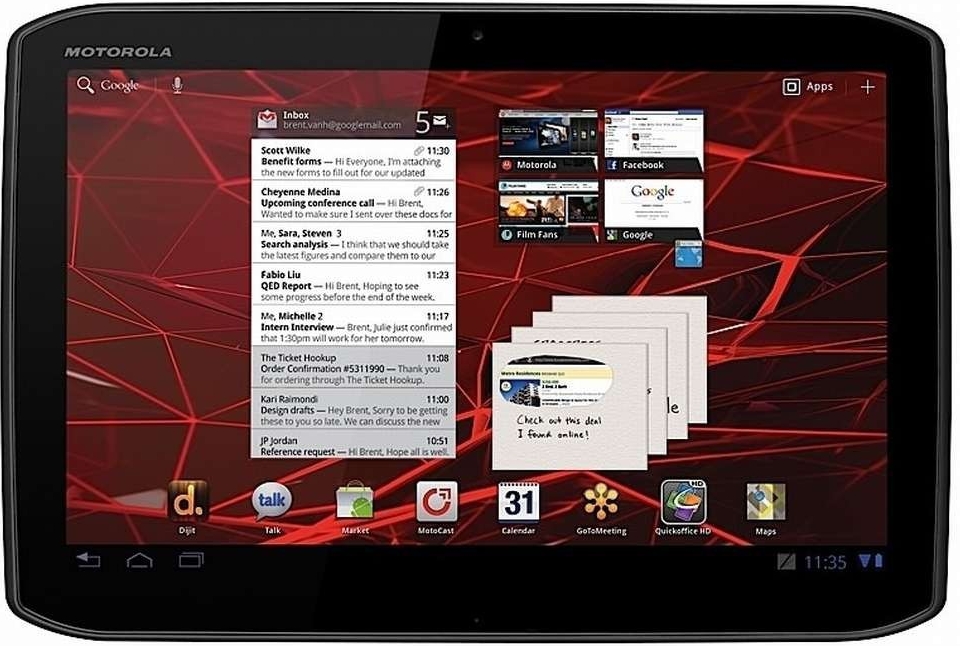 MOTOROLA
Google
Apps
Inbox
brent.vanh@googlemail.com
5
Scott Wilke 11:30
Benefit forms — Hi Everyone, I'm attaching
the new forms to fill out for our updated
Cheyenne Medina 11:26
Upcoming conference call — Hi Brent,
Wanted to make sure I sent over these docs for
Me, Sara, Steven 3 11:25
Search analysis — I think that we should take
the latest figures and compare them to our
Fabio Liu 11:23
QED Report — Hi Brent, Hoping to see
some progress before the end of the week.
Me, Michelle 2 11:17
Intern Interview — Brent, Julie just confirmed
that 1:30pm will work for her tomorrow.
The Ticket Hookup 11:08
Order Confirmation #5311990 — Thank you
for ordering through The Ticket Hookup.
Kari Raimondi 11:00
Design drafts — Hey Brent, Sorry to be getting
these to you so late. We can discuss the new
JP Jordan 10:51
Reference request — Hi Brent, Hope all is well.
Motorola
Facebook
Google
Film Fans
Google
Check out this deal
I found online!
d.
talk
31
HD
Dijit
Talk
Market
MotoCast
Calendar
GoToMeeting
Quickoffice HD
Maps
11:35